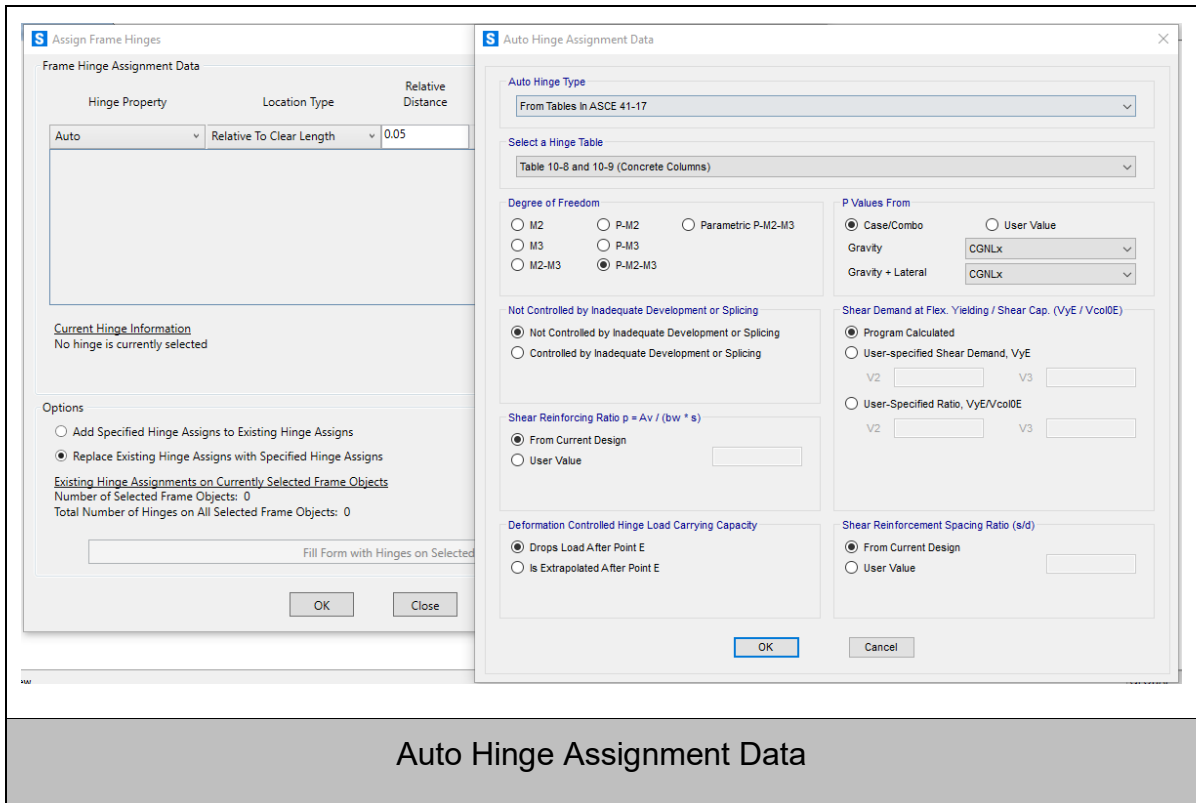 S Assign Frame Hinges
Frame Hinge Assignment Data
Hinge Property
Location Type
Relative
Distance
Auto
Relative To Clear Length
0.05
Current Hinge Information
No hinge is currently selected
Options
Add Specified Hinge Assigns to Existing Hinge Assigns
Replace Existing Hinge Assigns with Specified Hinge Assigns
Existing Hinge Assignments on Currently Selected Frame Objects
Number of Selected Frame Objects: 0
Total Number of Hinges on All Selected Frame Objects: 0
Fill Form with Hinges on Selected
OK
Close
S Auto Hinge Assignment Data
Auto Hinge Type
From Tables In ASCE 41-17
Select a Hinge Table
Table 10-8 and 10-9 (Concrete Columns)
Degree of Freedom
M2
P-M2
Parametric P-M2-M3
M3
P-M3
M2-M3
P-M2-M3
P Values From
Case/Combo
User Value
Gravity
CGNLx
Gravity + Lateral
CGNLx
Not Controlled by Inadequate Development or Splicing
Not Controlled by Inadequate Development or Splicing
Controlled by Inadequate Development or Splicing
Shear Demand at Flex. Yielding / Shear Cap. (VyE / Vcol0E)
Program Calculated
User-specified Shear Demand, VyE
V2
V3
User-Specified Ratio, VyE/Vcol0E
V2
V3
Shear Reinforcing Ratio p = Av / (bw * s)
From Current Design
User Value
Deformation Controlled Hinge Load Carrying Capacity
Drops Load After Point E
Is Extrapolated After Point E
Shear Reinforcement Spacing Ratio (s/d)
From Current Design
User Value
OK
Cancel
Auto Hinge Assignment Data